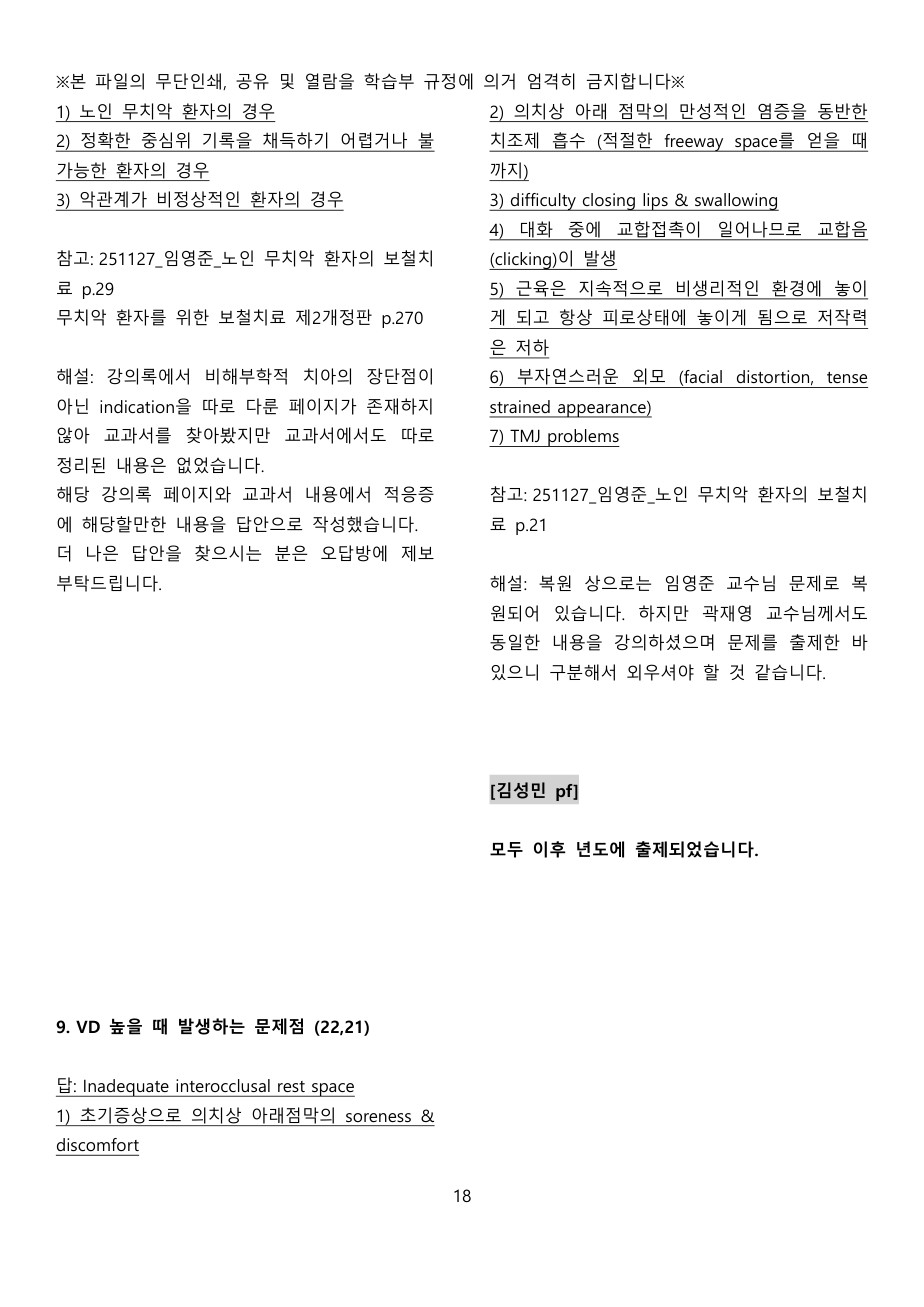 ※본 파일의 무단인쇄, 공유 및 열람을 학습부 규정에 의거 엄격히 금지합니다※
1) 노인 무치악 환자의 경우
2) 정확한 중심위 기록을 채득하기 어렵거나 불
가능한 환자의 경우
3) 악관계가 비정상적인 환자의 경우
참고: 251127_임영준_노인 무치악 환자의 보철치
료 p.29
무치악 환자를 위한 보철치료 제2개정판 p.270
해설: 강의록에서 비해부학적 치아의 장단점이
아닌 indication을 따로 다룬 페이지가 존재하지
않아 교과서를 찾아봤지만 교과서에서도 따로
정리된 내용은 없었습니다.
해당 강의록 페이지와 교과서 내용에서 적응증
에 해당할만한 내용을 답안으로 작성했습니다.
더 나은 답안을 찾으시는 분은 오답방에 제보
부탁드립니다.
9. VD 높을 때 발생하는 문제점 (22,21)
답: Inadequate interocclusal rest space
1) 초기증상으로 의치상 아래점막의 soreness &
discomfort
2) 의치상 아래 점막의 만성적인 염증을 동반한
치조제 흡수 (적절한 freeway space를 얻을 때
까지)
3) difficulty closing lips & swallowing
4) 대화 중에 교합접촉이 일어나므로 교합음
(clicking)이 발생
5) 근육은 지속적으로 비생리적인 환경에 놓이
게 되고 항상 피로상태에 놓이게 됨으로 저작력
은 저하
6) 부자연스러운 외모 (facial distortion, tense
strained appearance)
7) TMJ problems
참고: 251127_임영준_노인 무치악 환자의 보철치
료 p.21
해설: 복원 상으로는 임영준 교수님 문제로 복
원되어 있습니다. 하지만 곽재영 교수님께서도
동일한 내용을 강의하셨으며 문제를 출제한 바
있으니 구분해서 외우셔야 할 것 같습니다.
[김성민 pf]
모두 이후 년도에 출제되었습니다.
18